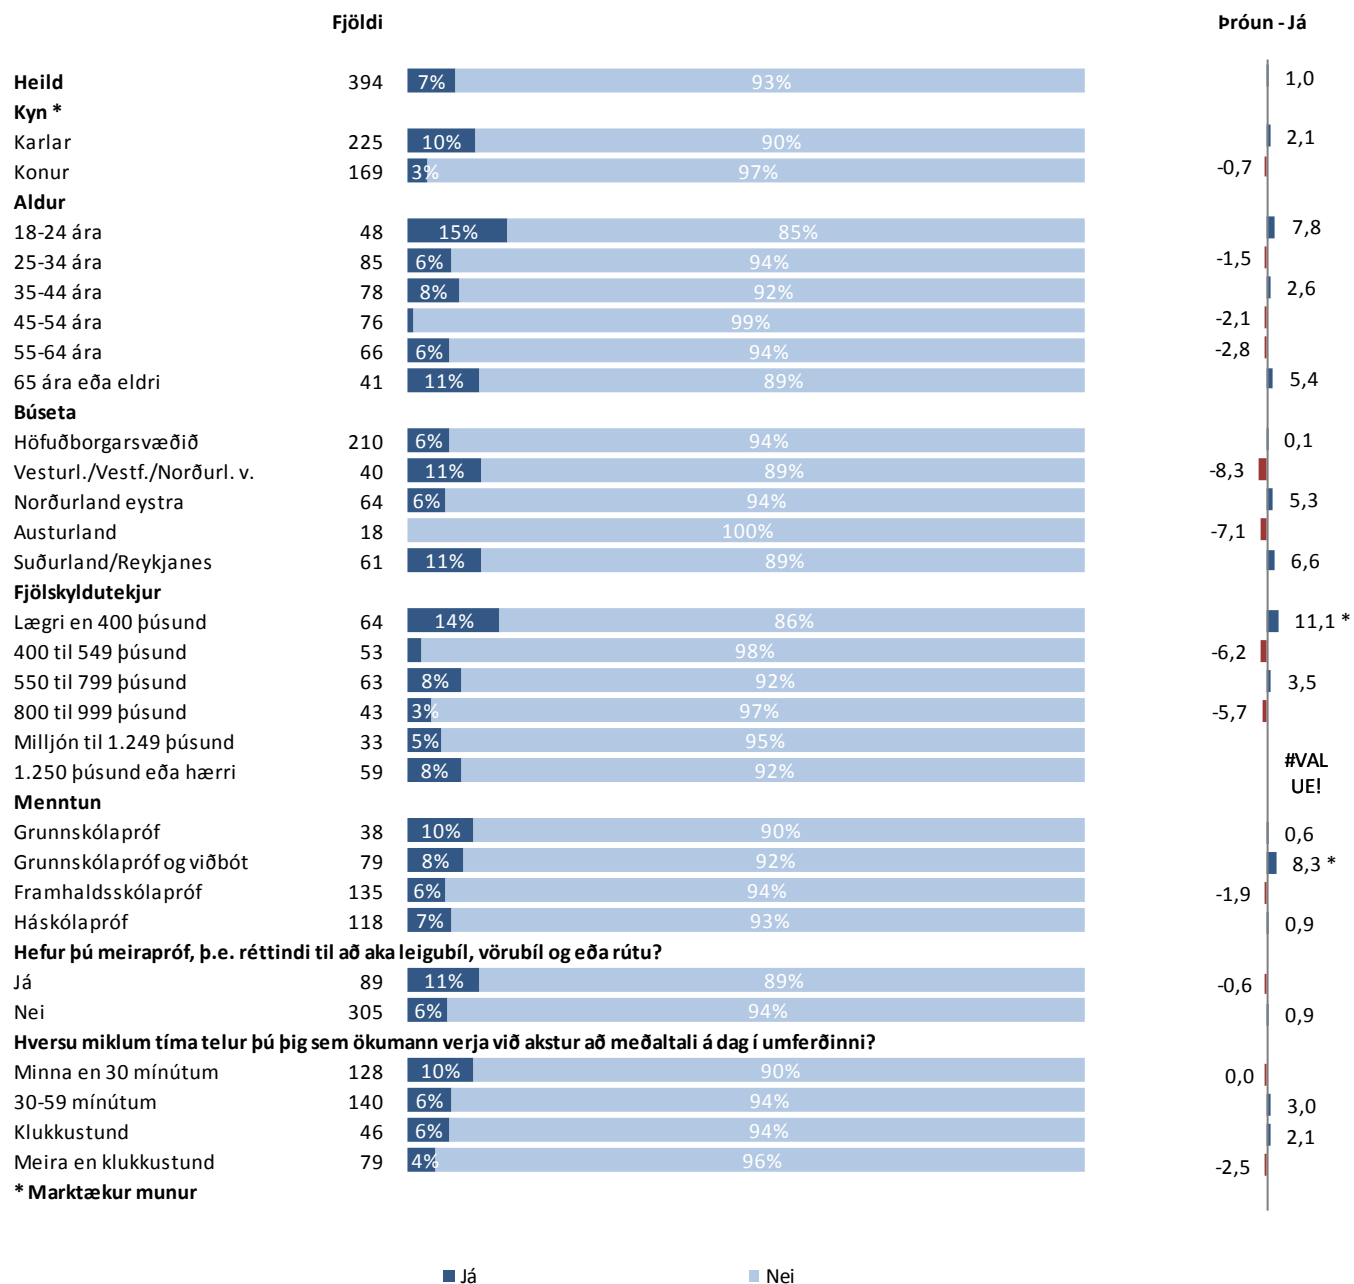 Fjöldi Þróun - Já
Heild 394 7% 93% 1,0
Kyn *
Karlar 225 10% 90% 2,1
Konur 169 3% 97% -0,7
Aldur
18-24 ára 48 15% 85% 7,8
25-34 ára 85 6% 94% -1,5
35-44 ára 78 8% 92% 2,6
45-54 ára 76 99% -2,1
55-64 ára 66 6% 94% -2,8
65 ára eða eldri 41 11% 89% 5,4
Búseta
Höfuðborgarsvæðið 210 6% 94% 0,1
Vesturl./Vestf./Norðurl. v. 40 11% 89% -8,3
Norðurland eystra 64 6% 94% 5,3
Austurland 18 100% -7,1
Suðurland/Reykjanes 61 11% 89% 6,6
Fjölskyldutekjur
Lægri en 400 þúsund 64 14% 86% 11,1 *
400 til 549 þúsund 53 98% -6,2
550 til 799 þúsund 63 8% 92% 3,5
800 til 999 þúsund 43 3% 97% -5,7
Milljón til 1.249 þúsund 33 5% 95%
1.250 þúsund eða hærri 59 8% 92% #VAL
UE!
Menntun
Grunnskólapróf 38 10% 90% 0,6
Grunnskólapróf og viðbót 79 8% 92% 8,3 *
Framhaldsskólapróf 135 6% 94% -1,9
Háskólapróf 118 7% 93% 0,9
Hefur þú meirapróf, þ.e. réttindi til að aka leigubíl, vörubíl og eða rútu?
Já 89 11% 89% -0,6
Nei 305 6% 94% 0,9
Hversu miklum tíma telur þú þig sem ökumann verja við akstur að meðaltali á dag í umferðinni?
Minna en 30 mínútum 128 10% 90% 0,0
30-59 mínútum 140 6% 94% 3,0
Klukkustund 46 6% 94% 2,1
Meira en klukkustund 79 4% 96% -2,5
* Marktækur munur
Já Nei